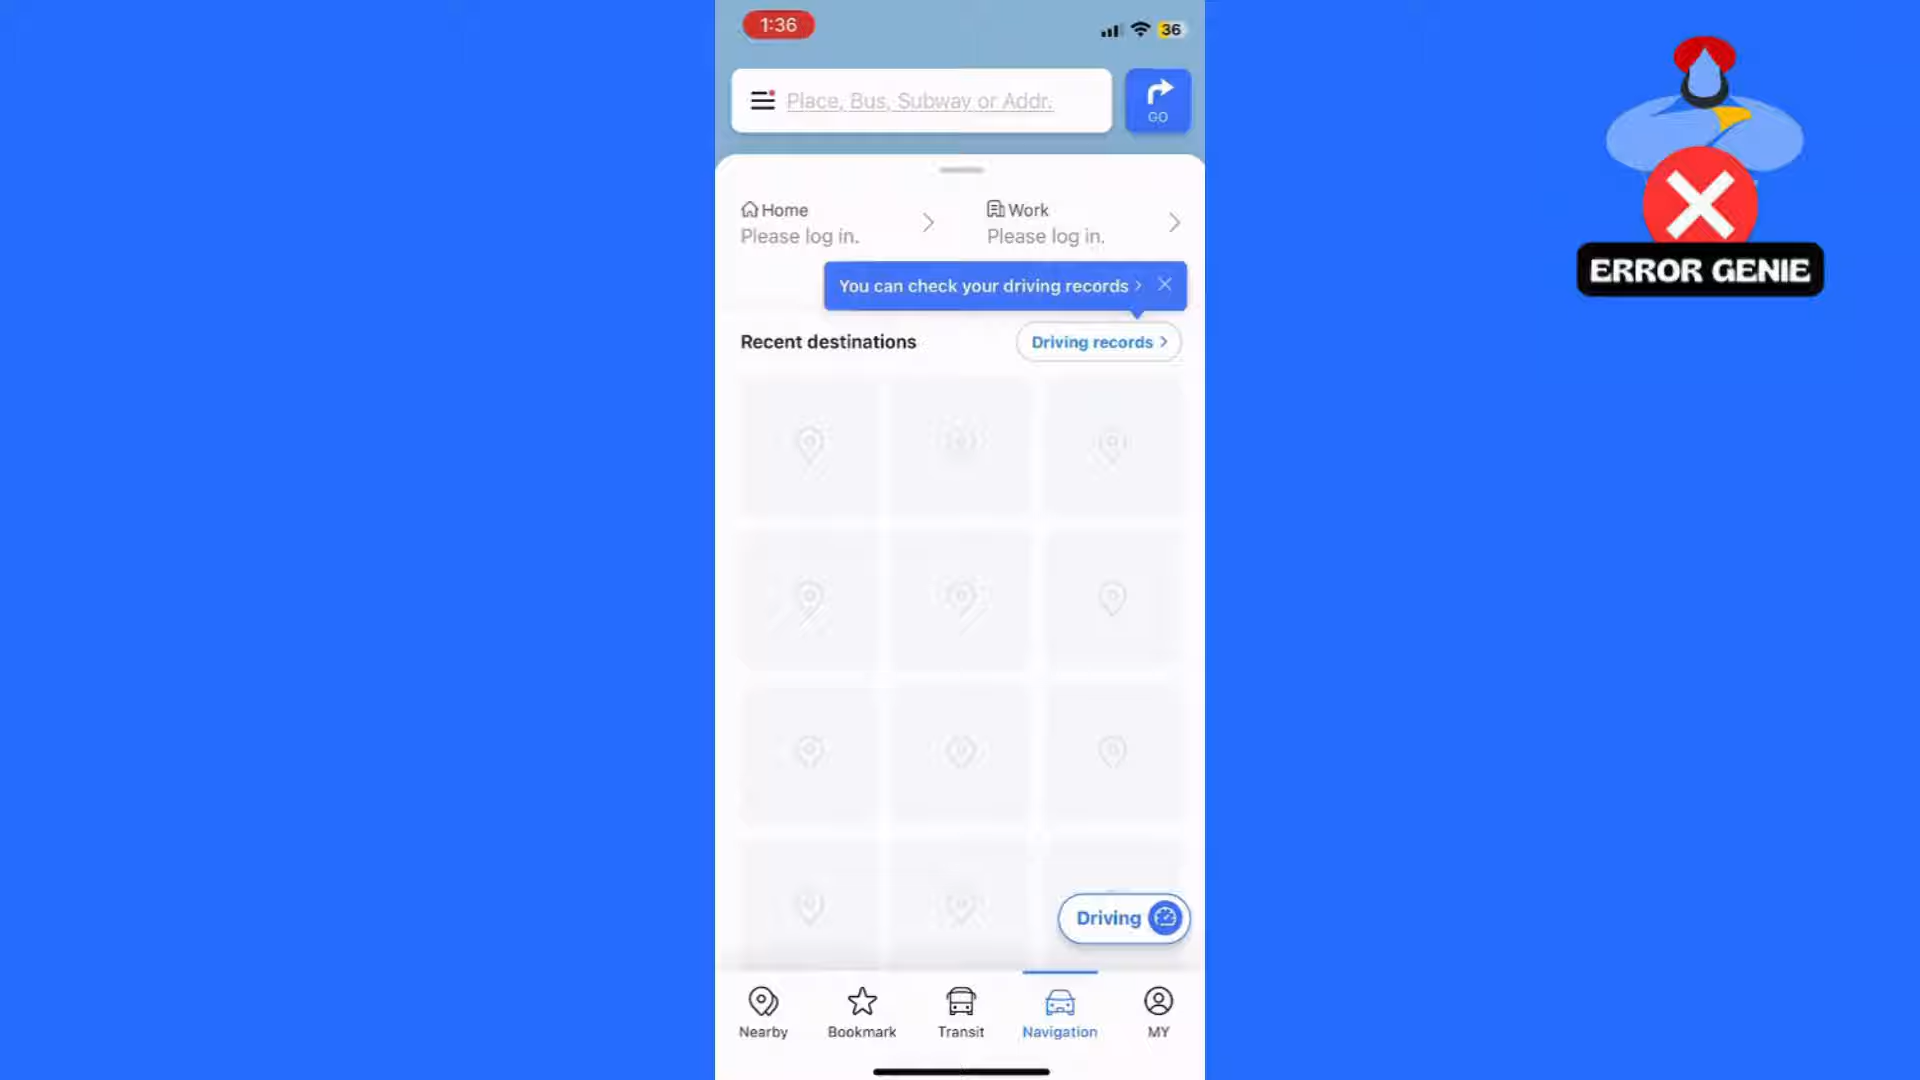 1:36
36
Place, Bus, Subway or Addr.
GO
Home
Please log in.
Work
Please log in.
You can check your driving records
Recent destinations
Driving records
Driving
Nearby
Bookmark
Transit
Navigation
MY
ERROR GENIE